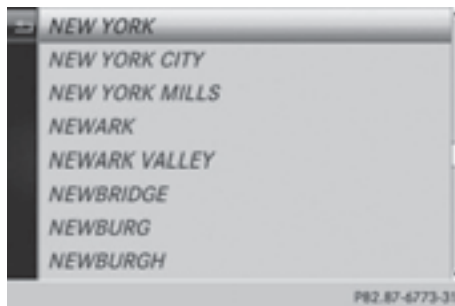 NEW YORK
NEW YORK CITY
NEW YORK MILLS
NEWARK
NEWARK VALLEY
NEWBRIDGE
NEWBURG
NEWBURGH
P82.87-6773-31